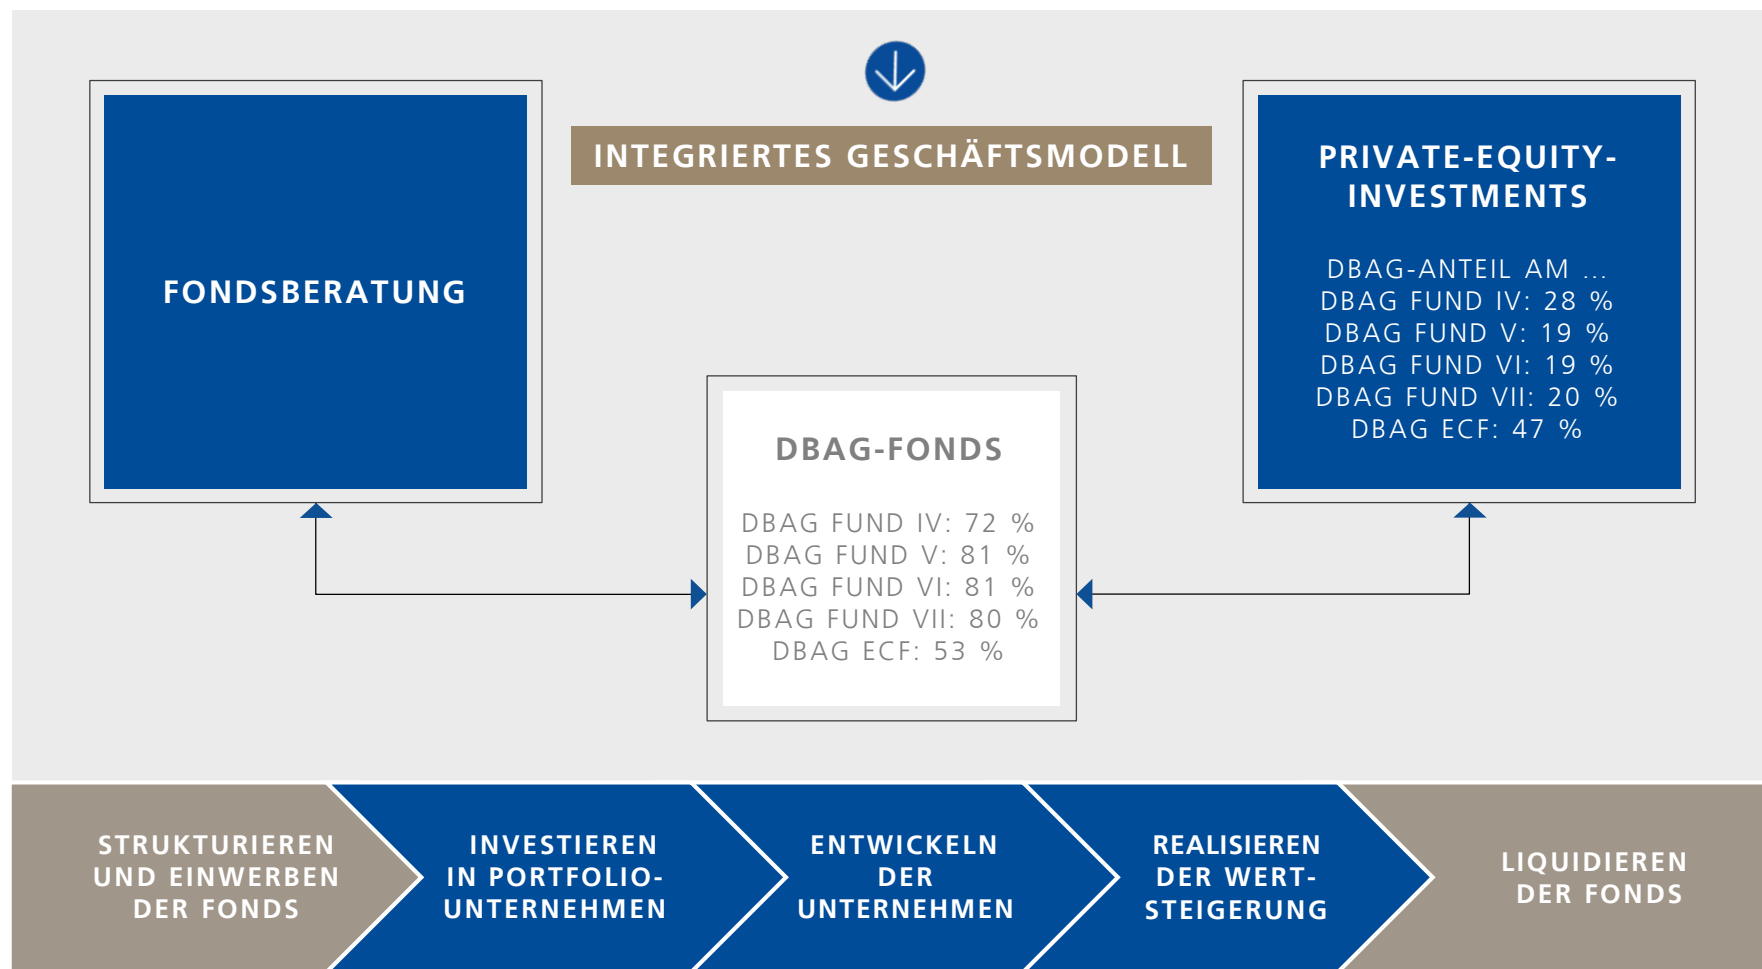 INTEGRIERTES GESCHÄFTSMODELL
FONDSBERATUNG
PRIVATE-EQUITY-
INVESTMENTS
DBAG-ANTEIL AM ...
DBAG FUND IV: 28 %
DBAG FUND V: 19 %
DBAG FUND VI: 19 %
DBAG FUND VII: 20 %
DBAG ECF: 47 %
DBAG-FONDS
DBAG FUND IV: 72 %
DBAG FUND V: 81 %
DBAG FUND VI: 81 %
DBAG FUND VII: 80 %
DBAG ECF: 53 %
STRUKTURIEREN
UND EINWERBEN
DER FONDS
INVESTIEREN
IN PORTFOLIO-
UNTERNEHMEN
ENTWICKELN
DER
UNTERNEHMEN
REALISIEREN
DER WERT-
STEIGERUNG
LIQUIDIEREN
DER FONDS